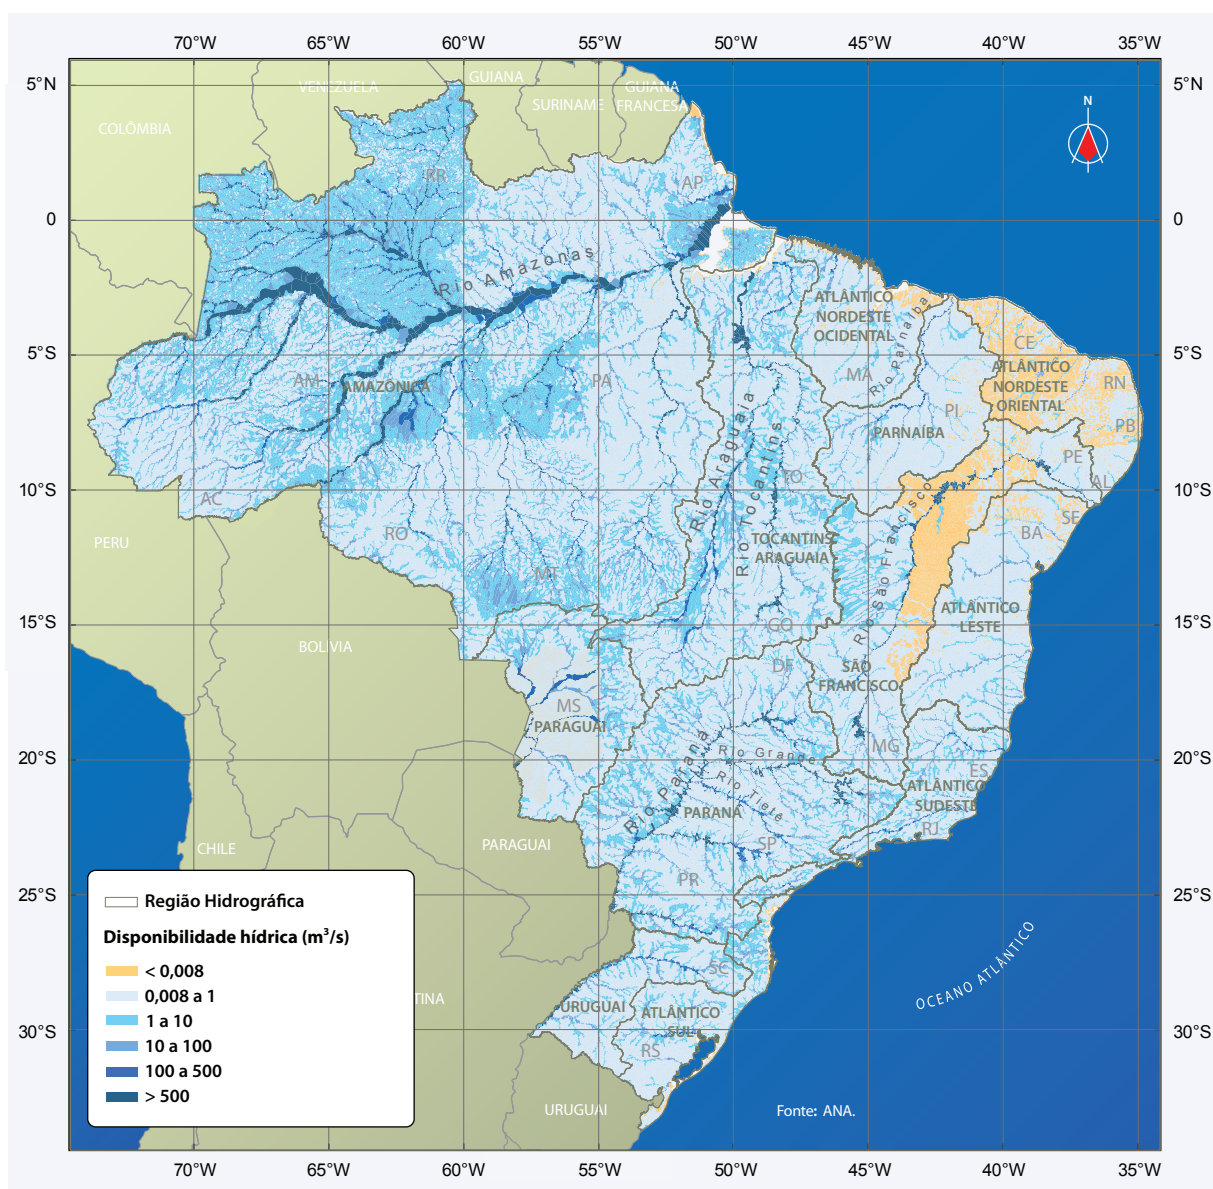 70°W 65°W 60°W 55°W 50°W 45°W 40°W 35°W
5°N
5°N
VENEZUELA
GUIANA
SURINAME
GUIANA
FRANCESA
COLÔMBIA
N
RR
AP
0
0
Rio Amazonas
ATLÂNTICO
NORDESTE
OCIDENTAL
Rio Parnaíba
CE
5°S
5°S
AM
AMAZÔNICA
PA
MA
ATLÂNTICO
NORDESTE
ORIENTAL
RN
PI
PB
PARNAÍBA
Rio Araguaia
Rio Tocantins
PE
TO
AL
10°S
10°S
AC
Rio São Francisco
SE
BA
RO
PERU
TOCANTINS
ARAGUAIA
MT
ATLÂNTICO
LESTE
15°S
15°S
GO
BOLÍVIA
DF
SÃO
FRANCISCO
MS
PARAGUAI
MG
Rio Grande
20°S
20°S
ES
Rio Paraná
Rio Tietê
ATLÂNTICO
SUDESTE
PARANÁ
RJ
SP
CHILE
PARAGUAI
PR
25°S
25°S
Região Hidrográfica
Disponibilidade hídrica (m³/s)
< 0,008
0,008 a 1
1 a 10
10 a 100
100 a 500
> 500
OCEANO ATLÂNTICO
SC
TINA
URUGUAI
ATLÂNTICO
SUL
30°S
30°S
RS
URUGUAI
Fonte: ANA.
70°W 65°W 60°W 55°W 50°W 45°W 40°W 35°W